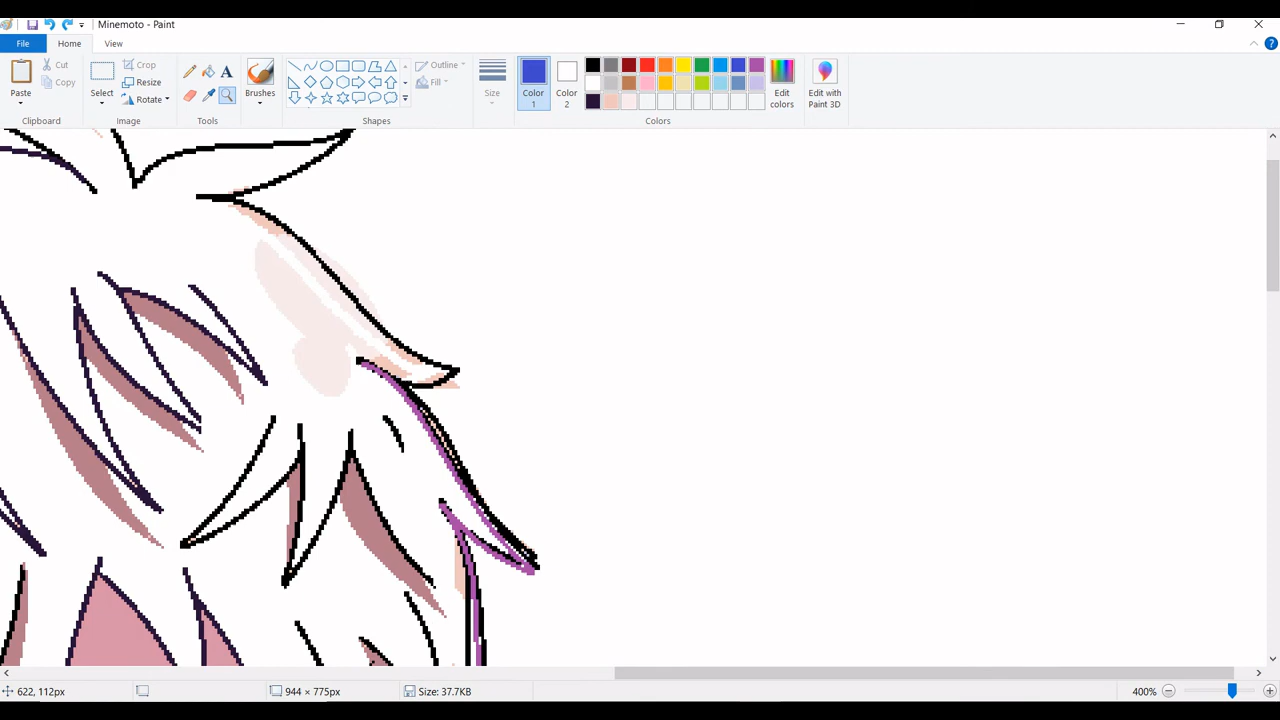 Minemoto - Paint
File Home View
Cut
Copy
Paste
Clipboard
Crop
Resize
Rotate
Select
Image
Tools
Brushes
Outline
Fill
Shapes
Size
Color 1
Color 2
Edit colors
Edit with Paint 3D
Colors
622, 112px
944 × 775px
Size: 37.7KB
400%